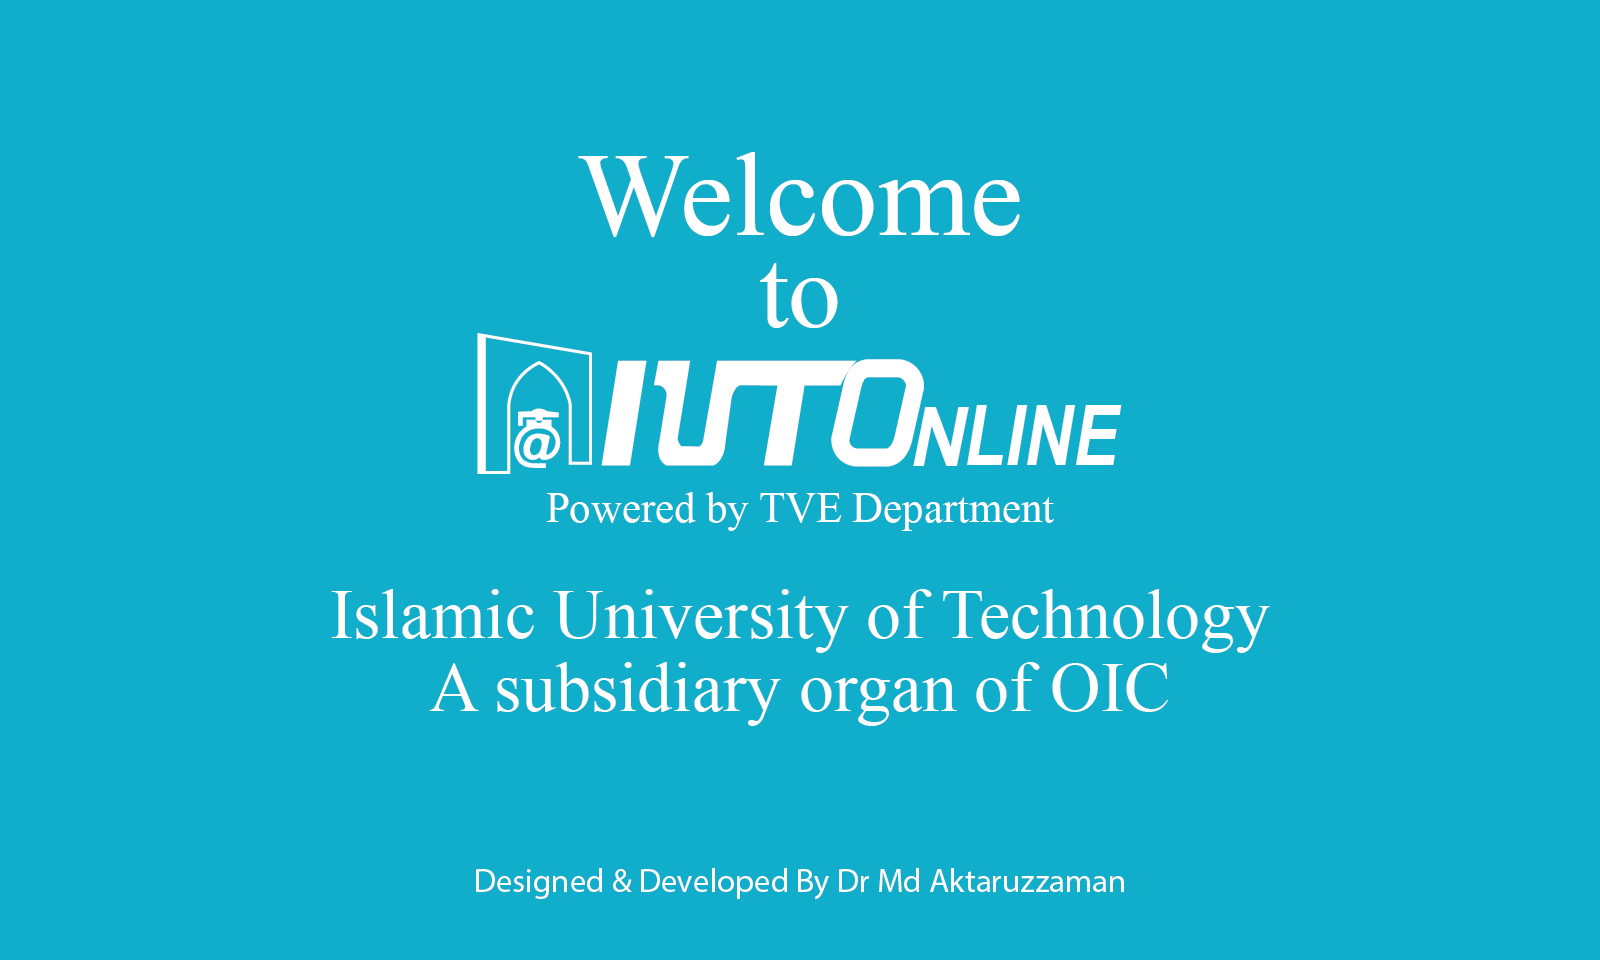 Welcome
to
@ IUTONLINE
Powered by TVE Department
Islamic University of Technology
A subsidiary organ of OIC
Designed & Developed By Dr Md Aktaruzzaman